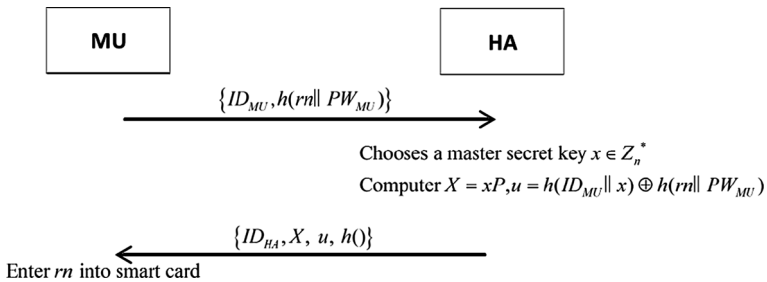 MU
HA
{ID_MU, h(rn|| PW_MU)}
Chooses a master secret key x ∈ Z_n^*
Computer X = xP, u = h(ID_MU || x) ⊕ h(rn|| PW_MU)
{ID_HA, X, u, h()}
Enter rn into smart card